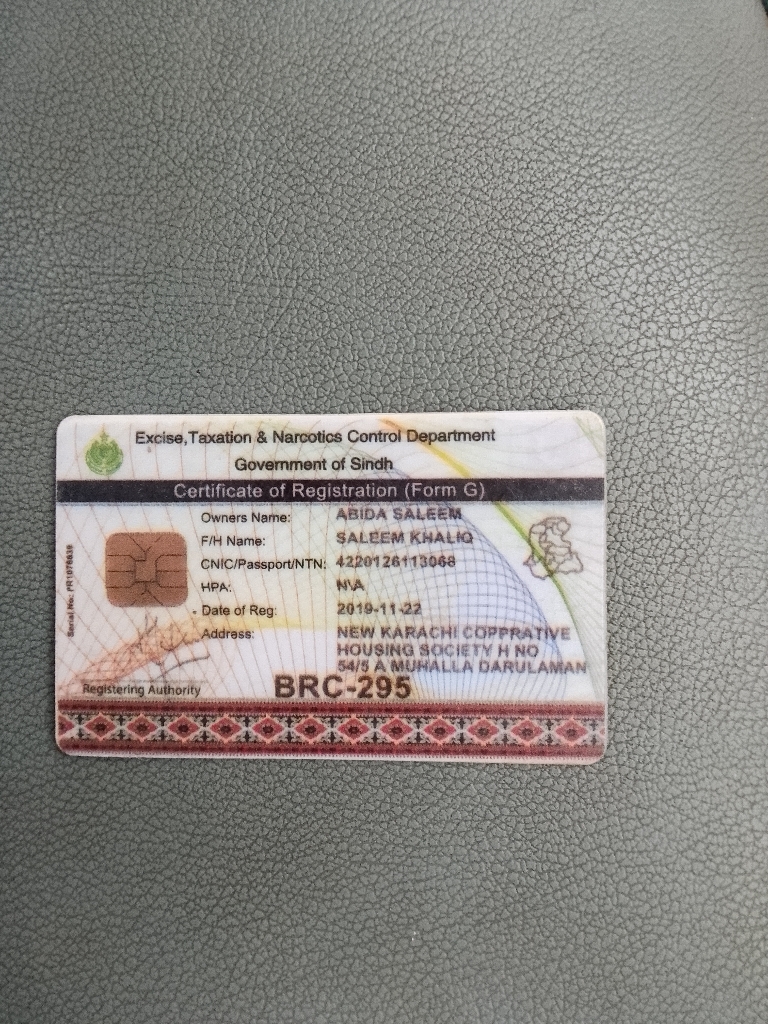 Excise,Taxation & Narcotics Control Department
Government of Sindh
Certificate of Registration (Form G)
Owners Name: ABIDA SALEEM
F/H Name: SALEEM KHALIQ
CNIC/Passport/NTN: 4220126113068
HPA: N\A
Date of Reg: 2019-11-22
Address: NEW KARACHI COPPRATIVE
HOUSING SOCIETY H NO
54/5 A MUHALLA DARULAMAN
Registering Authority
BRC-295
Serial No: